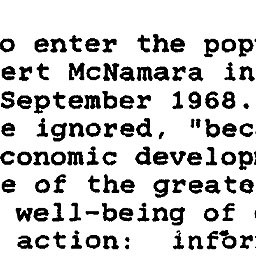 o enter the pop
ert McNamara in
September 1968.
e ignored, "bec
conomic develop
e of the greate
well-being of
action: infor